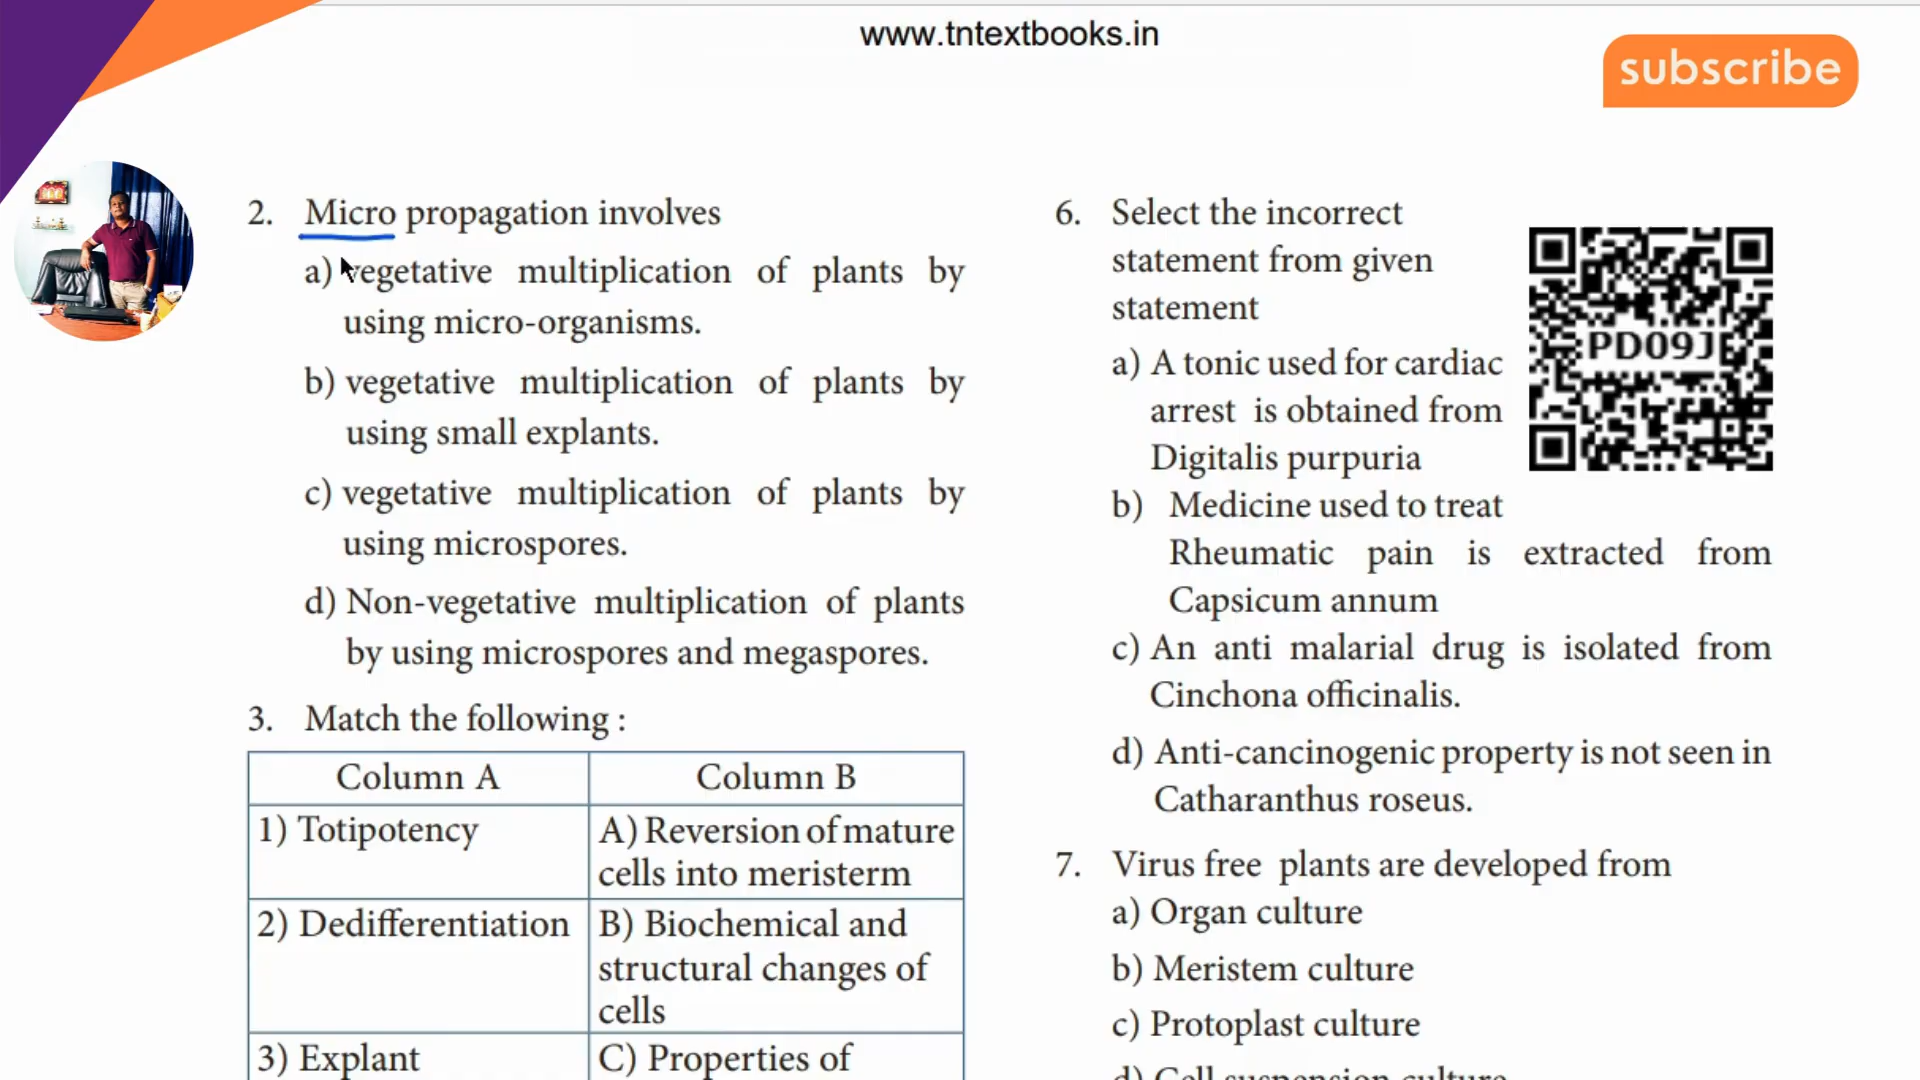 www.tntextbooks.in
subscribe
2. Micro propagation involves
a) vegetative multiplication of plants by
using micro-organisms.
b) vegetative multiplication of plants by
using small explants.
c) vegetative multiplication of plants by
using microspores.
d) Non-vegetative multiplication of plants
by using microspores and megaspores.
3. Match the following :
Column A Column B
1) Totipotency
A) Reversion of mature
cells into meristerm
2) Dedifferentiation
B) Biochemical and
structural changes of
cells
3) Explant
C) Properties of
6. Select the incorrect
statement from given
statement
PD09J
a) A tonic used for cardiac
arrest is obtained from
Digitalis purpuria
b) Medicine used to treat
Rheumatic pain is extracted from
Capsicum annum
c) An anti malarial drug is isolated from
Cinchona officinalis.
d) Anti-cancinogenic property is not seen in
Catharanthus roseus.
7. Virus free plants are developed from
a) Organ culture
b) Meristem culture
c) Protoplast culture
d) Cell suspension culture